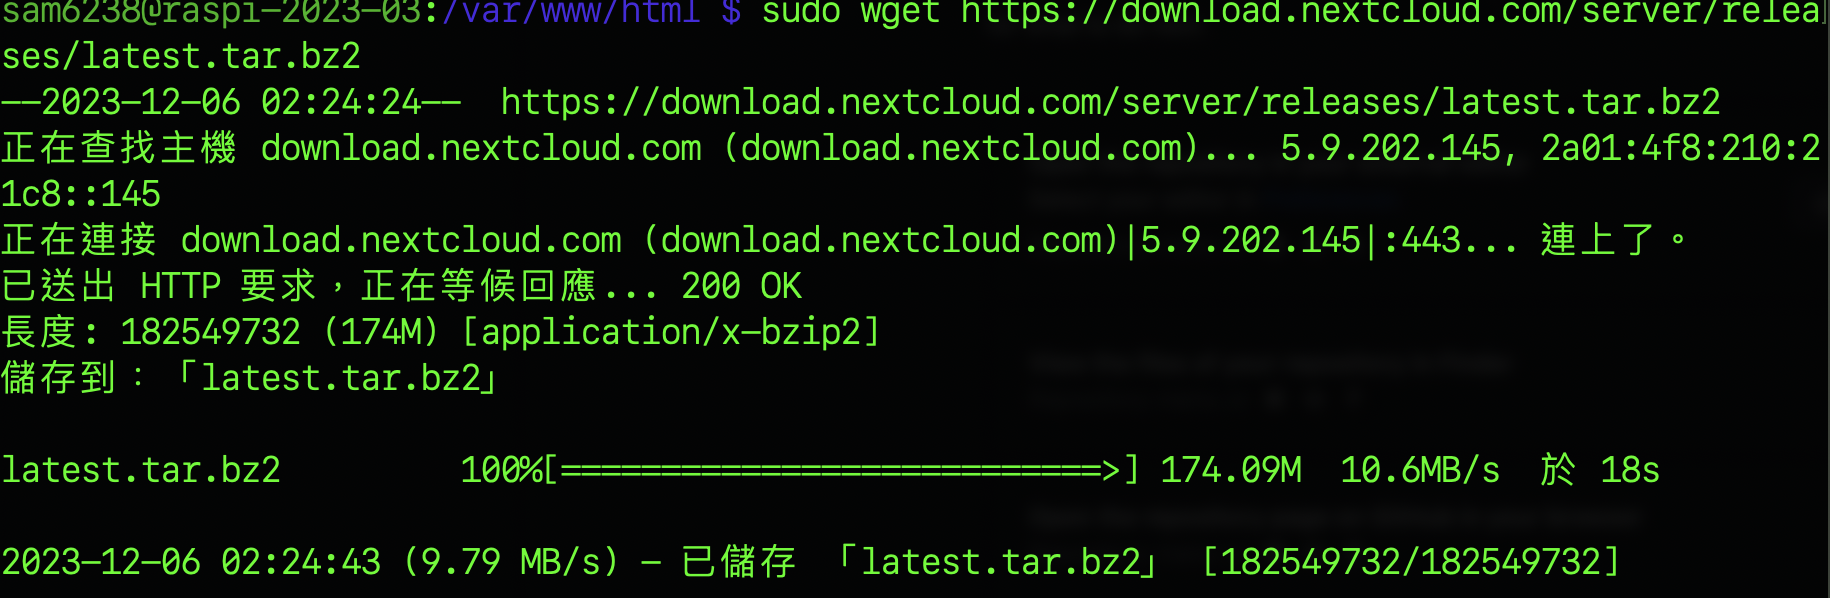 sam6238@raspi-2023-03:/var/www/html $ sudo wget https://download.nextcloud.com/server/relea
ses/latest.tar.bz2
--2023-12-06 02:24:24--  https://download.nextcloud.com/server/releases/latest.tar.bz2
正在查找主機 download.nextcloud.com (download.nextcloud.com)... 5.9.202.145, 2a01:4f8:210:2
1c8::145
正在連接 download.nextcloud.com (download.nextcloud.com)|5.9.202.145|:443... 連上了。
已送出 HTTP 要求，正在等候回應... 200 OK
長度: 182549732 (174M) [application/x-bzip2]
儲存到：「latest.tar.bz2」
latest.tar.bz2         100%[===========================>] 174.09M  10.6MB/s  於 18s
2023-12-06 02:24:43 (9.79 MB/s) - 已儲存 「latest.tar.bz2」 [182549732/182549732]